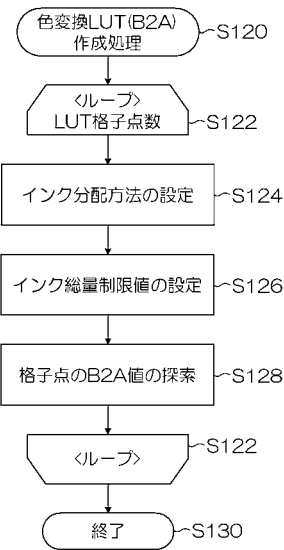 色変換LUT(B2A)
作成処理
S120
<ループ>
LUT格子点数
S122
インク分配方法の設定
S124
インク総量制限値の設定
S126
格子点のB2A値の探索
S128
<ループ>
S122
終了
S130